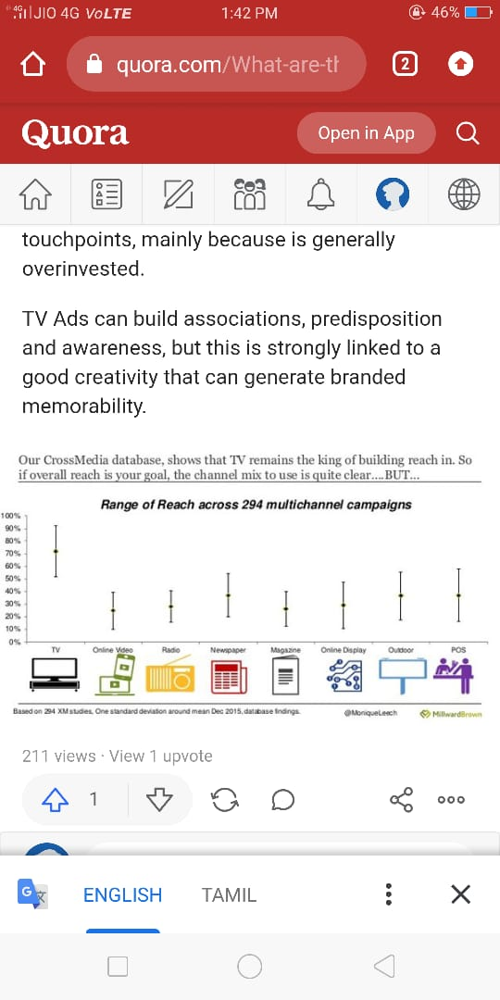 4G JIO 4G VoLTE 1:42 PM 46%
quora.com/What-are-th
2
Quora Open in App
touchpoints, mainly because is generally
overinvested.
TV Ads can build associations, predisposition
and awareness, but this is strongly linked to a
good creativity that can generate branded
memorability.
Our CrossMedia database, shows that TV remains the king of building reach in. So
if overall reach is your goal, the channel mix to use is quite clear....BUT...
Range of Reach across 294 multichannel campaigns
100%
90%
80%
70%
60%
50%
40%
30%
20%
10%
0%
TV Online Video Radio Newspaper Magazine Online Display Outdoor POS
Based on 294 XM studies, One standard deviation around mean Dec 2015, database findings. @MoniqueLeech MillwardBrown
211 views · View 1 upvote
1
G 文 ENGLISH TAMIL